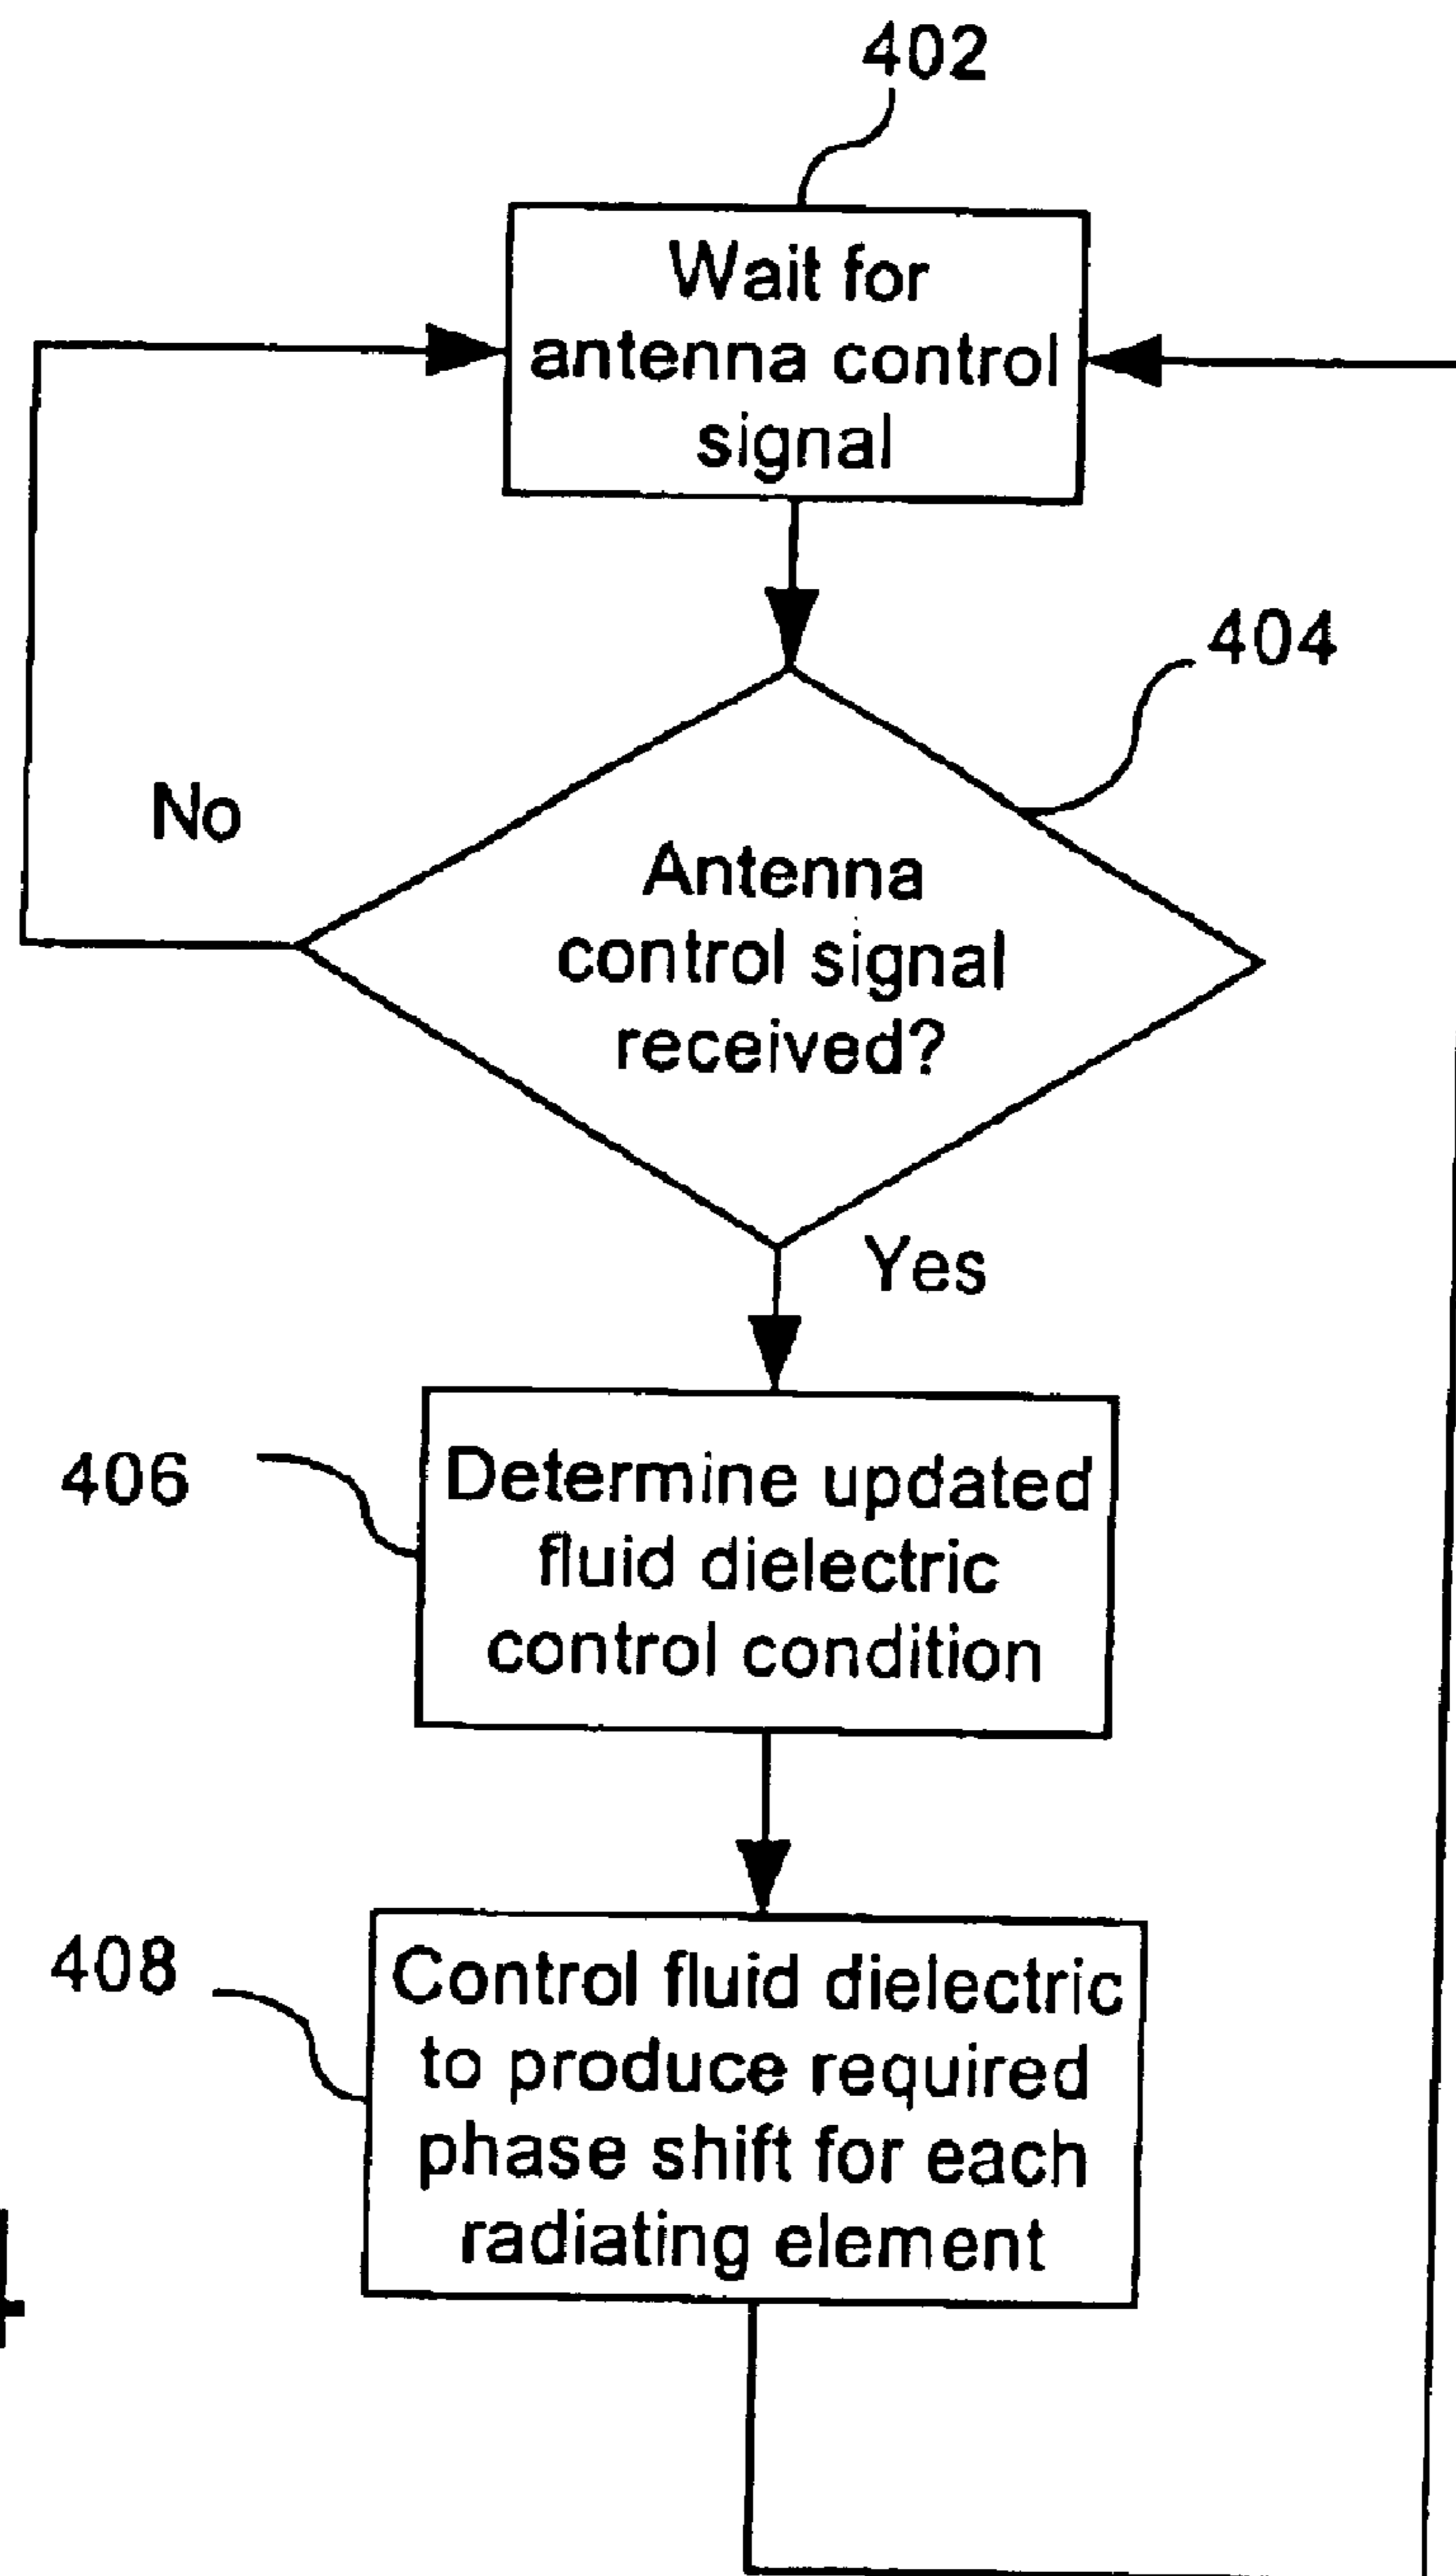 402
Wait for
antenna control
signal
404
No
Antenna
control signal
received?
Yes
406
Determine updated
fluid dielectric
control condition
408
Control fluid dielectric
to produce required
phase shift for each
radiating element